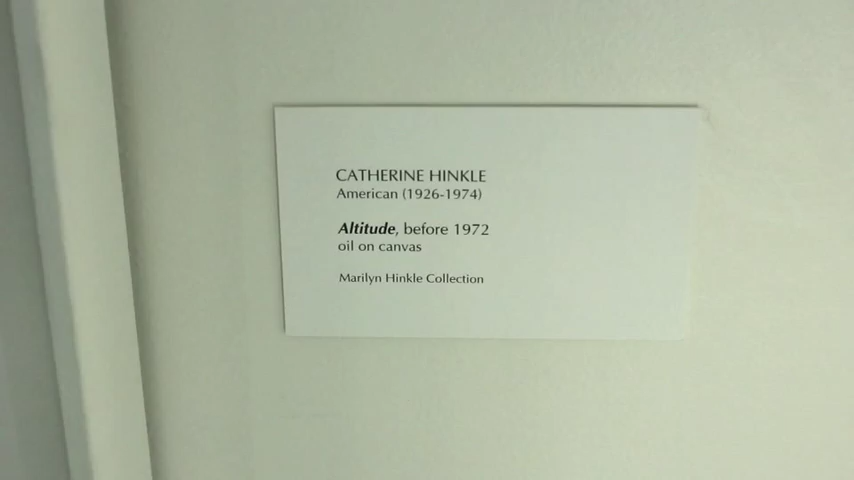 CATHERINE HINKLE
American (1926-1974)
Altitude, before 1972
oil on canvas
Marilyn Hinkle Collection